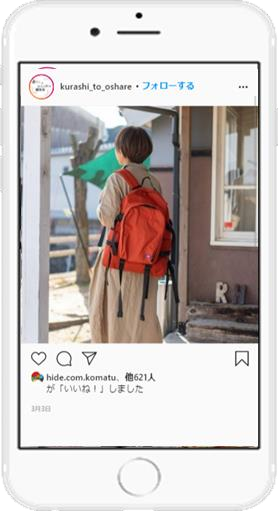 kurashi_to_oshare • フォローする
RH
hide.com.komatu、他621人
が「いいね！」しました
3月3日